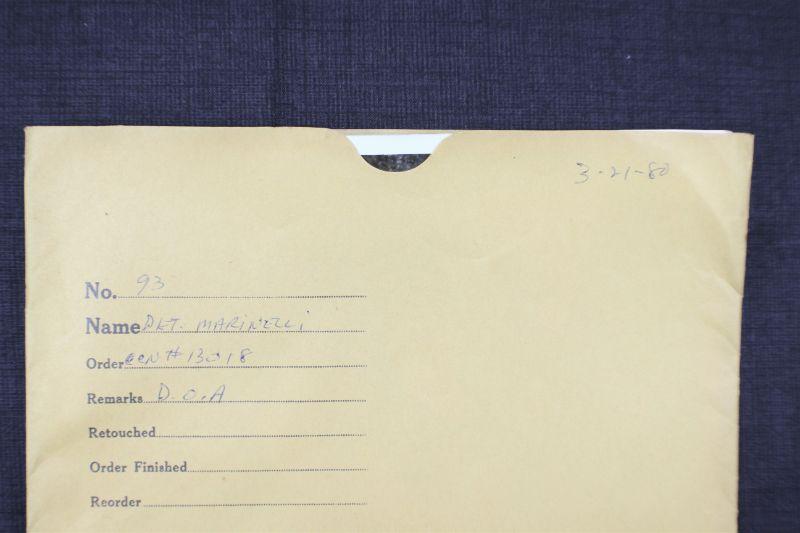 3-21-80
No. 93
Name Det. MARINELLi
Order CCN# 13018
Remarks D.O.A
Retouched
Order Finished
Reorder